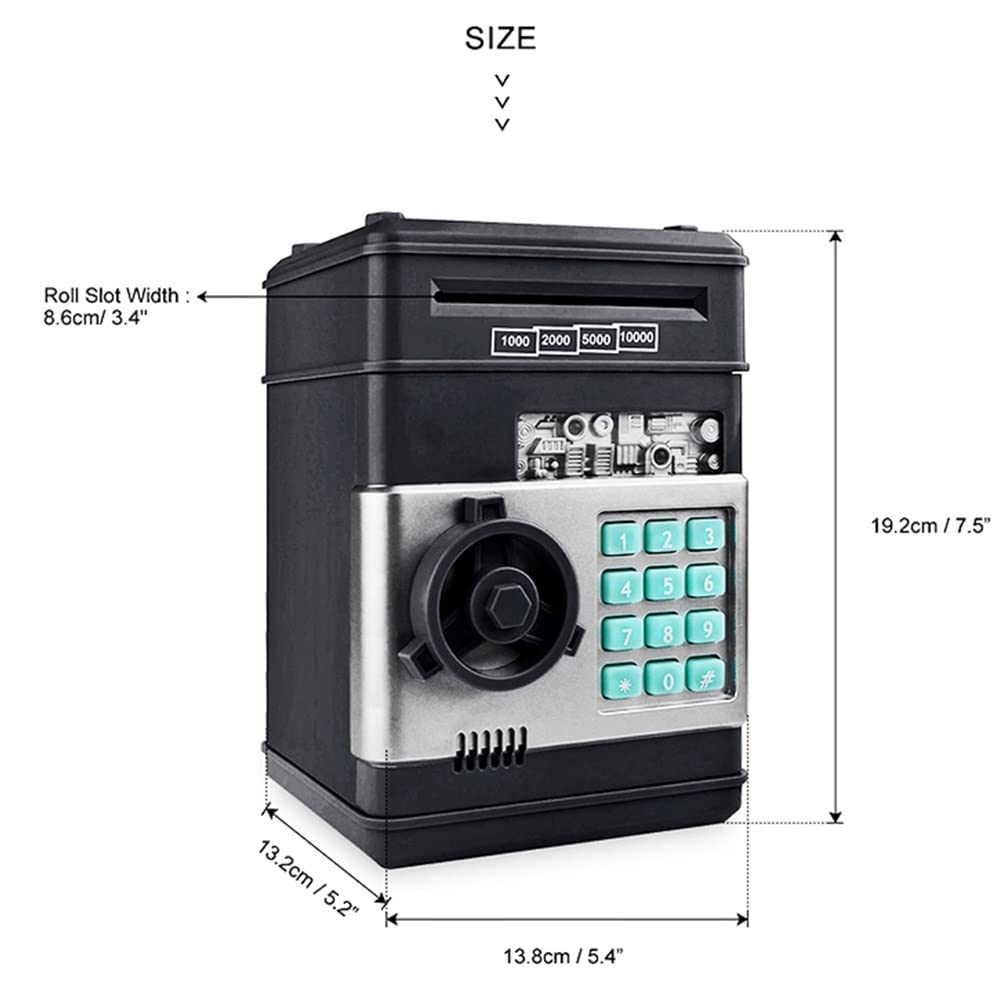 SIZE
Roll Slot Width :
8.6cm/ 3.4"
1000 2000 5000 10000
1 2 3
4 5 6
7 8 9
* 0 #
19.2cm / 7.5”
13.2cm / 5.2”
13.8cm / 5.4”